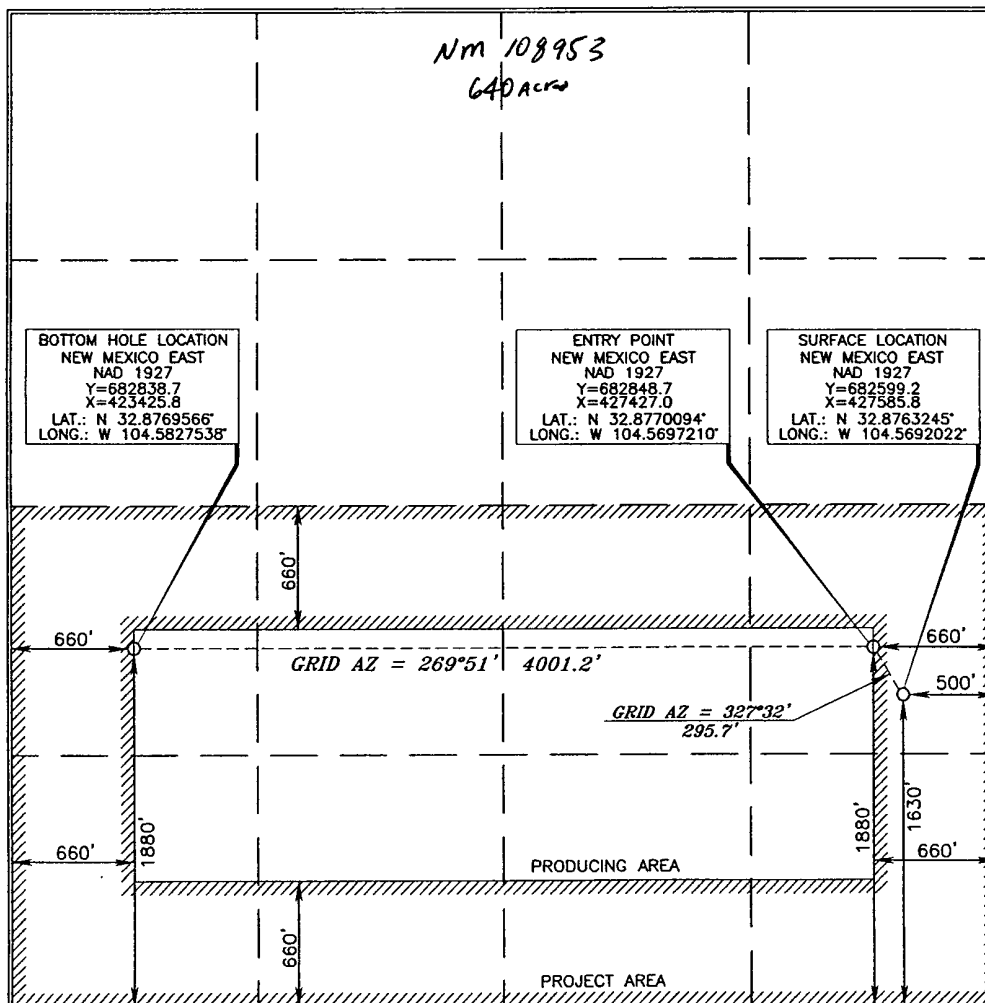 Nm 108953
640 Acres
BOTTOM HOLE LOCATION
NEW MEXICO EAST
NAD 1927
Y=682838.7
X=423425.8
LAT.: N 32.8769566°
LONG.: W 104.5827538°
ENTRY POINT
NEW MEXICO EAST
NAD 1927
Y=682848.7
X=427427.0
LAT.: N 32.8770094°
LONG.: W 104.5697210°
SURFACE LOCATION
NEW MEXICO EAST
NAD 1927
Y=682599.2
X=427585.8
LAT.: N 32.8763245°
LONG.: W 104.5692022°
660'
660'
GRID AZ = 269°51' 4001.2'
660'
500'
GRID AZ = 327°32'
295.7'
660'
1880'
1880'
1630'
660'
PRODUCING AREA
660'
PROJECT AREA